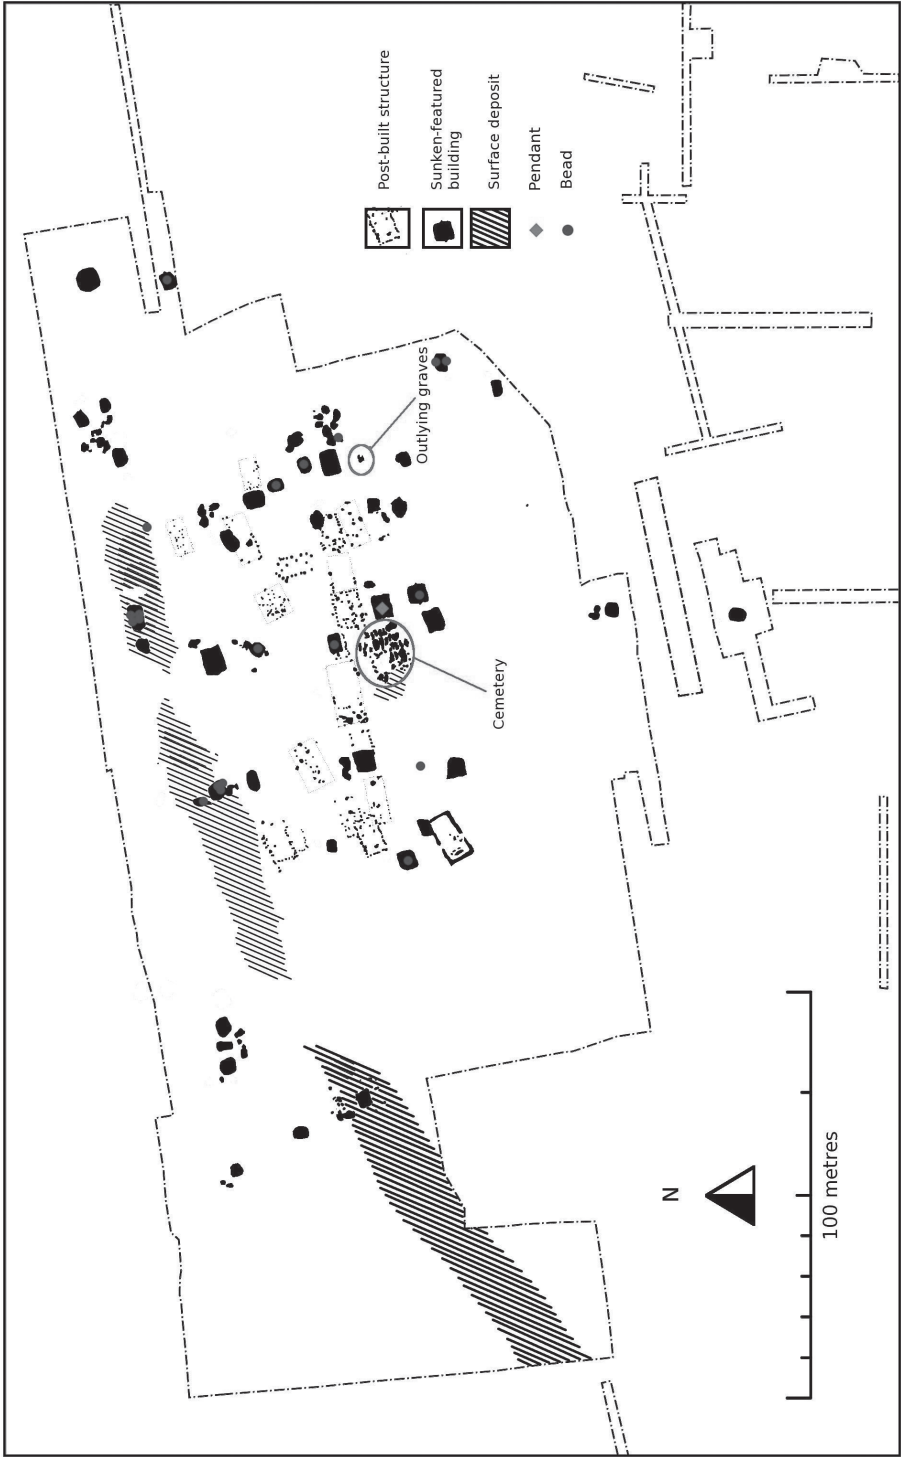 Post-built structure
Sunken-featured
building
Surface deposit
Pendant
Bead
Outlying graves
Cemetery
N
100 metres